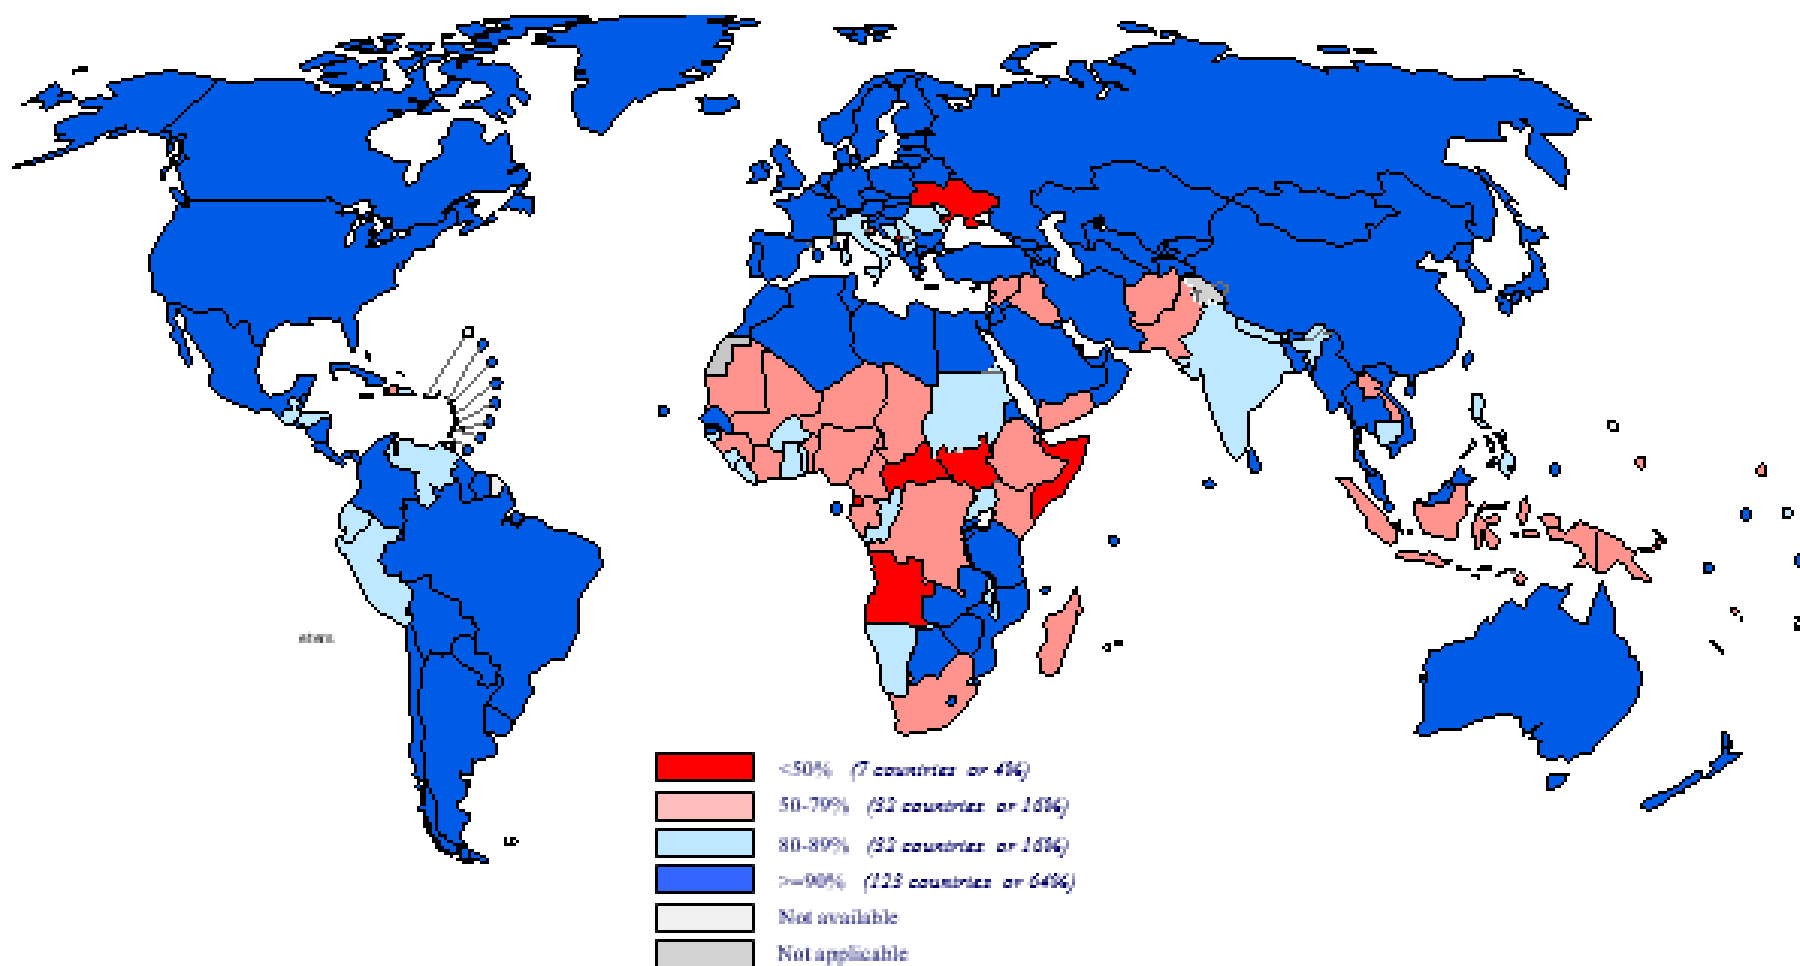 <50% (7 countries or 4%)
50-79% (32 countries or 16%)
80-89% (32 countries or 16%)
>=90% (123 countries or 64%)
Not available
Not applicable